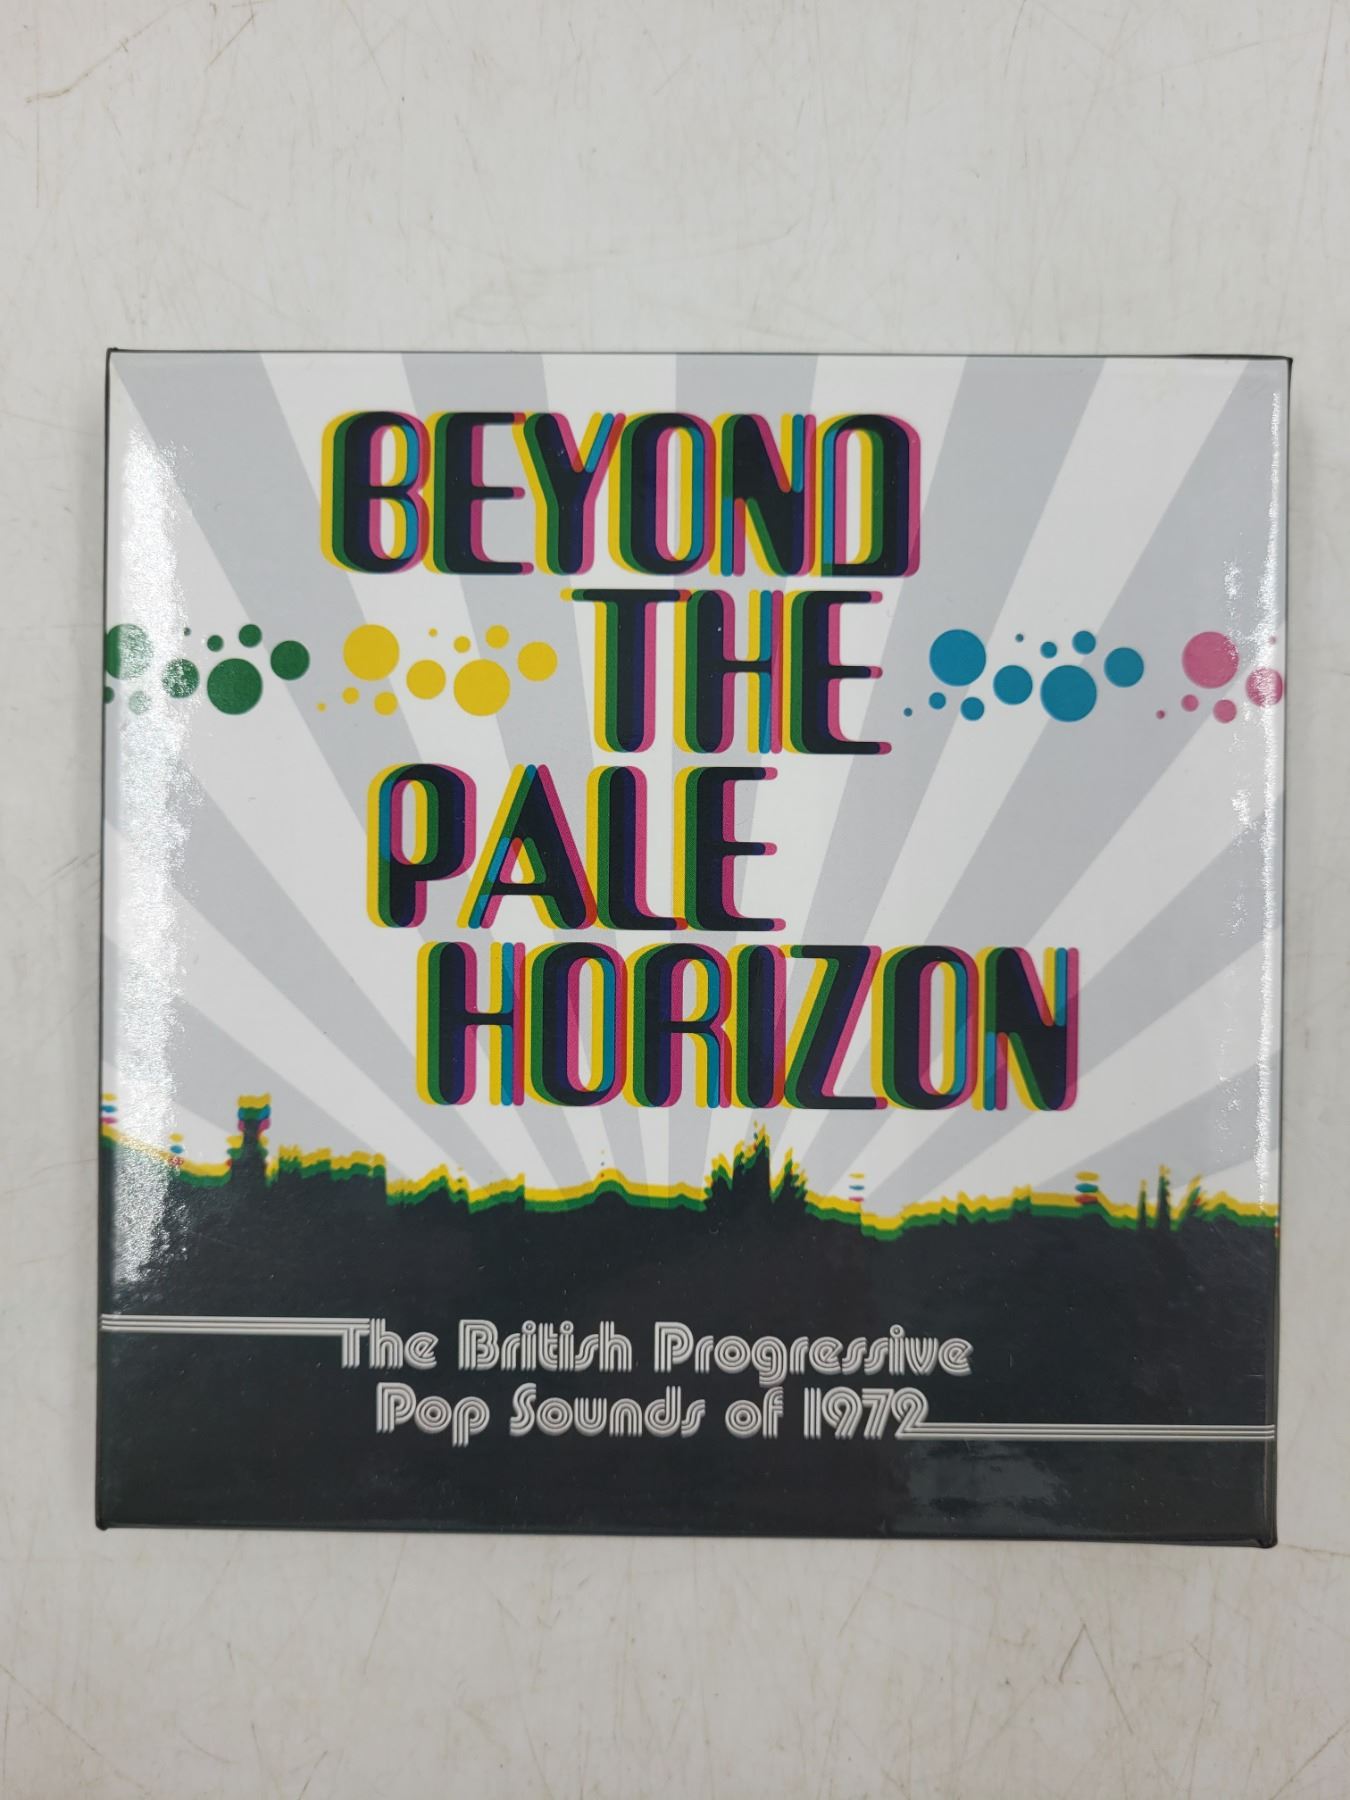 BEYOND
THE
PALE
HORIZON
The British Progressive
Pop Sounds of 1972